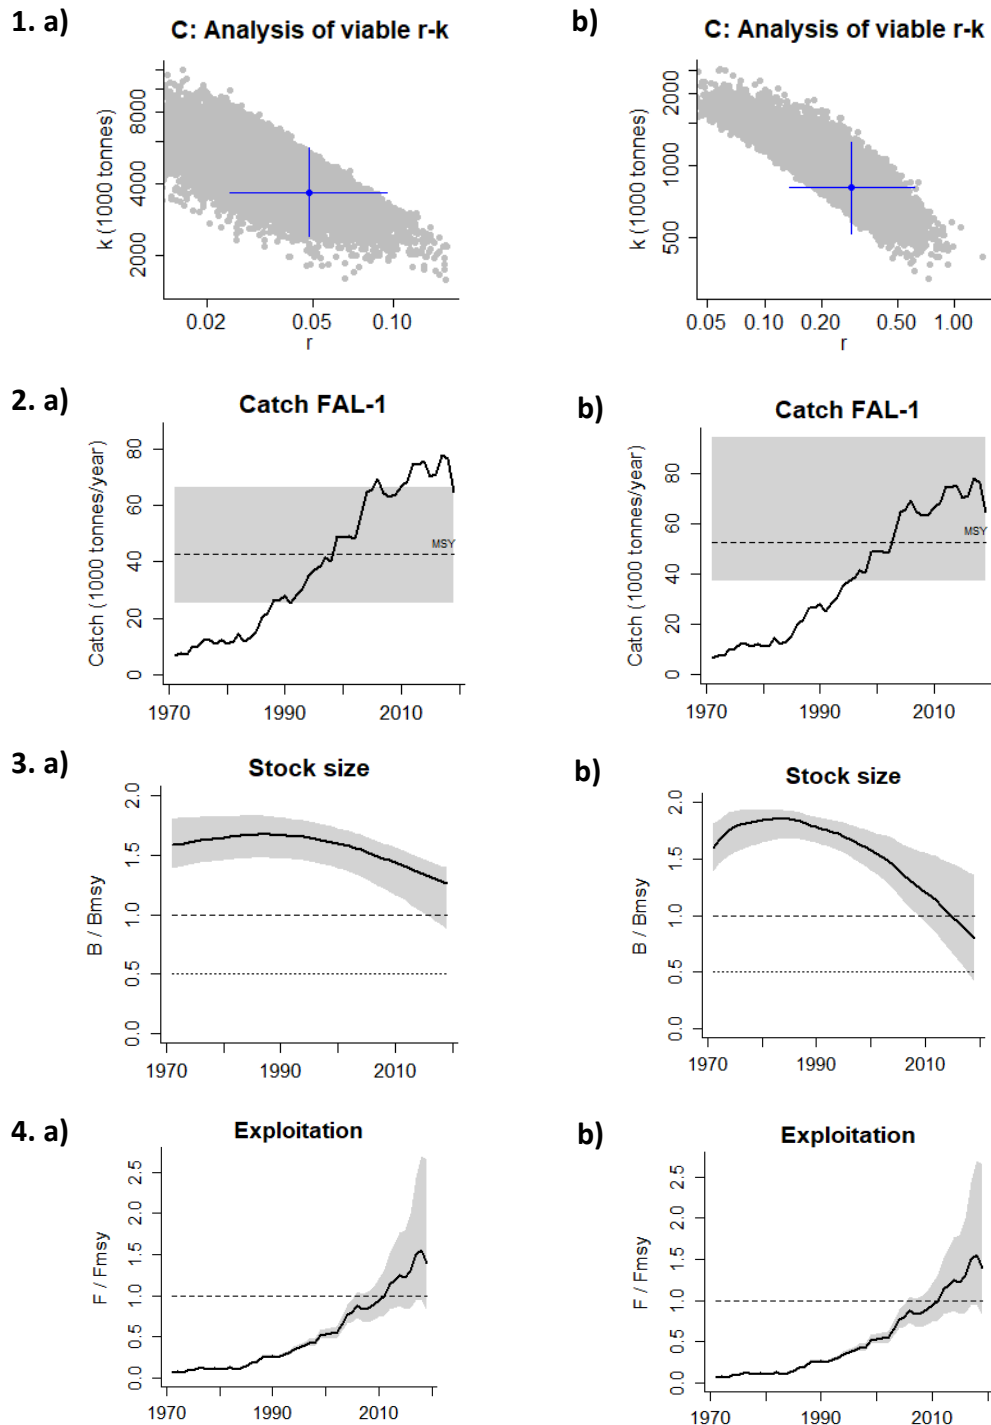 1. a)
C: Analysis of viable r-k
k (1000 tonnes)
2000
4000
8000
0.02
0.05
0.10
r
b)
C: Analysis of viable r-k
k (1000 tonnes)
500
1000
2000
0.05
0.10
0.20
0.50
1.00
r
2. a)
Catch FAL-1
Catch (1000 tonnes/year)
0
20
40
60
80
MSY
1970
1990
2010
b)
Catch FAL-1
Catch (1000 tonnes/year)
0
20
40
60
80
MSY
1970
1990
2010
3. a)
Stock size
B / Bmsy
0.0
0.5
1.0
1.5
2.0
1970
1990
2010
b)
Stock size
B / Bmsy
0.0
0.5
1.0
1.5
2.0
1970
1990
2010
4. a)
Exploitation
F / Fmsy
0.0
0.5
1.0
1.5
2.0
2.5
1970
1990
2010
b)
Exploitation
F / Fmsy
0.0
0.5
1.0
1.5
2.0
2.5
1970
1990
2010